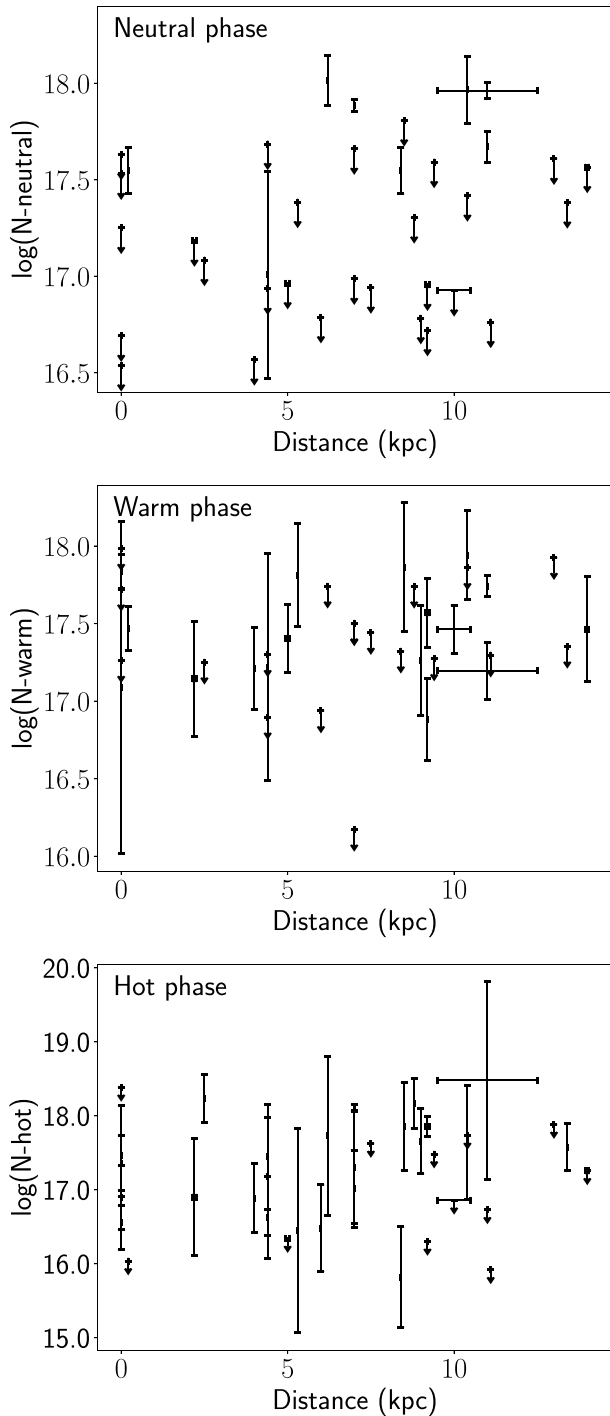 Neutral phase
18.0
17.5
17.0
16.5
log(N-neutral)
0 5 10
Distance (kpc)
Warm phase
18.0
17.5
17.0
16.5
16.0
log(N-warm)
0 5 10
Distance (kpc)
20.0
Hot phase
19.0
18.0
17.0
16.0
15.0
log(N-hot)
0 5 10
Distance (kpc)